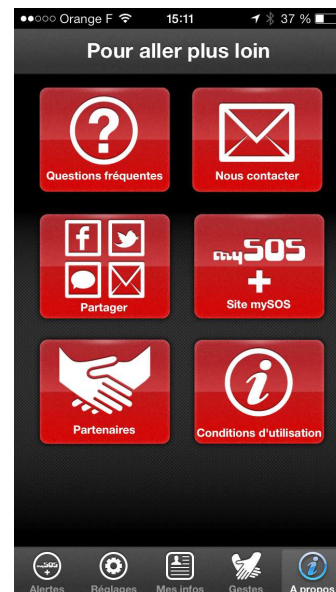 Orange F 15:11 37 %
Pour aller plus loin
Questions fréquentes Nous contacter
mySOS
Partager Site mySOS
Partenaires Conditions d'utilisation
mySOS
Alertes Réglages Mes infos Gestes A propos